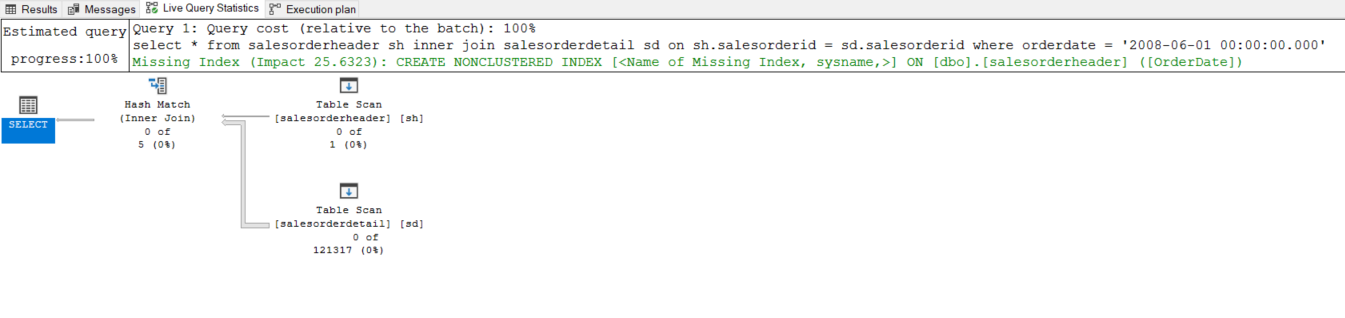 Results Messages Live Query Statistics Execution plan
Estimated query
progress:100%
Query 1: Query cost (relative to the batch): 100%
select * from salesorderheader sh inner join salesorderdetail sd on sh.salesorderid = sd.salesorderid where orderdate = '2008-06-01 00:00:00.000'
Missing Index (Impact 25.6323): CREATE NONCLUSTERED INDEX [<Name of Missing Index, sysname,>] ON [dbo].[salesorderheader] ([OrderDate])
SELECT
Hash Match
(Inner Join)
0 of
5 (0%)
Table Scan
[salesorderheader] [sh]
0 of
1 (0%)
Table Scan
[salesorderdetail] [sd]
0 of
121317 (0%)